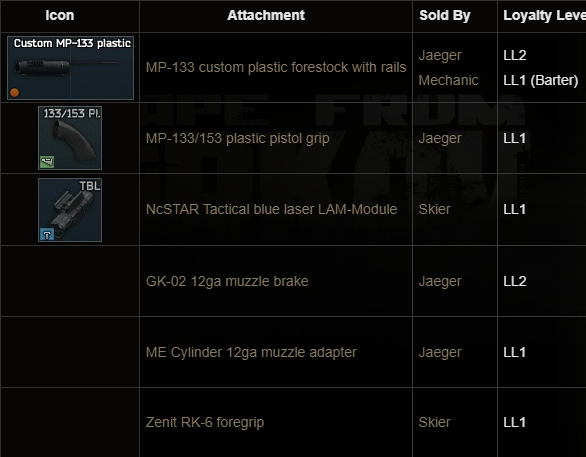 Icon Attachment Sold By Loyalty Leve
Custom MP-133 plastic
MP-133 custom plastic forestock with rails
Jaeger LL2
Mechanic LL1 (Barter)
133/153 Pl.
MP-133/153 plastic pistol grip Jaeger LL1
TBL
NcSTAR Tactical blue laser LAM-Module Skier LL1
GK-02 12ga muzzle brake Jaeger LL2
ME Cylinder 12ga muzzle adapter Jaeger LL1
Zenit RK-6 foregrip Skier LL1